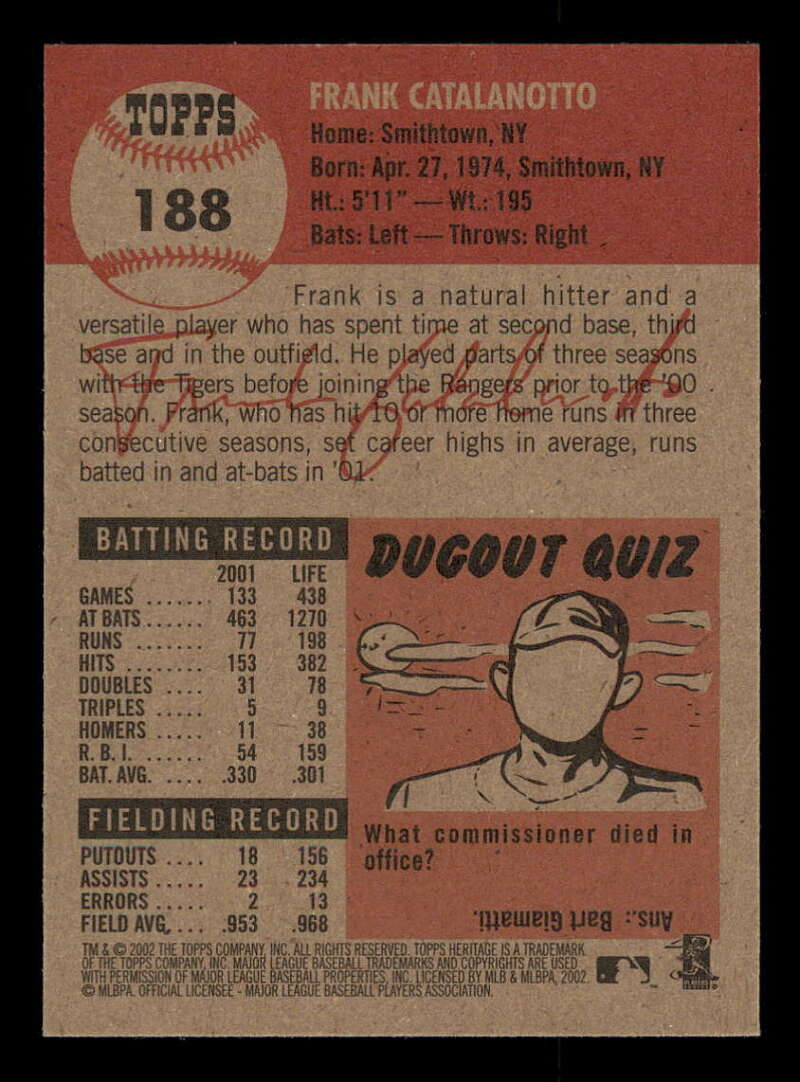 TOPPS
188
FRANK CATALANOTTO
Home: Smithtown, NY
Born: Apr. 27, 1974, Smithtown, NY
Ht.: 5'11" — Wt.: 195
Bats: Left — Throws: Right
Frank is a natural hitter and a
versatile player who has spent time at second base, third
base and in the outfield. He played parts of three seasons
with the Tigers before joining the Rangers prior to the '00
season. Frank, who has hit 10 or more home runs in three
consecutive seasons, set career highs in average, runs
batted in and at-bats in '01.
BATTING RECORD
2001 LIFE
GAMES ....... 133 438
AT BATS ...... 463 1270
RUNS ....... 77 198
HITS ........ 153 382
DOUBLES .... 31 78
TRIPLES ..... 5 9
HOMERS ..... 11 38
R. B. I. ...... 54 159
BAT. AVG. .... .330 .301
FIELDING RECORD
PUTOUTS .... 18 156
ASSISTS ..... 23 234
ERRORS ..... 2 13
FIELD AVG. ... .953 .968
DUGOUT QUIZ
What commissioner died in
office?
Ans.: Bart Giamatti.
TM & © 2002 THE TOPPS COMPANY, INC. ALL RIGHTS RESERVED. TOPPS HERITAGE IS A TRADEMARK
OF THE TOPPS COMPANY, INC. MAJOR LEAGUE BASEBALL TRADEMARKS AND COPYRIGHTS ARE USED
WITH PERMISSION OF MAJOR LEAGUE BASEBALL PROPERTIES, INC. LICENSED BY MLB & MLBPA, 2002.
© MLBPA. OFFICIAL LICENSEE - MAJOR LEAGUE BASEBALL PLAYERS ASSOCIATION.